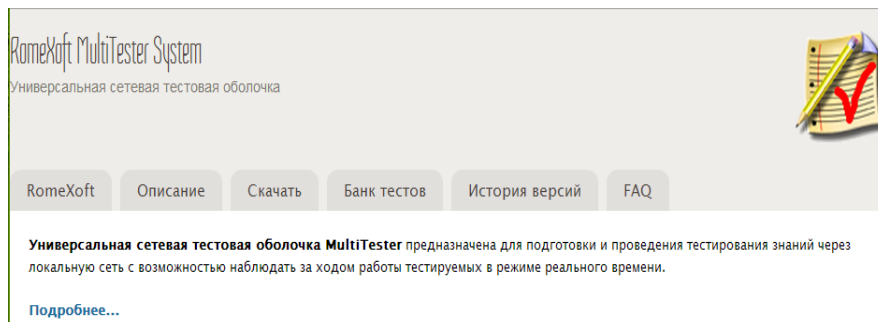 RomeXoft MultiTester System
Универсальная сетевая тестовая оболочка
RomeXoft Описание Скачать Банк тестов История версий FAQ
Универсальная сетевая тестовая оболочка MultiTester предназначена для подготовки и проведения тестирования знаний через
локальную сеть с возможностью наблюдать за ходом работы тестируемых в режиме реального времени.
Подробнее...